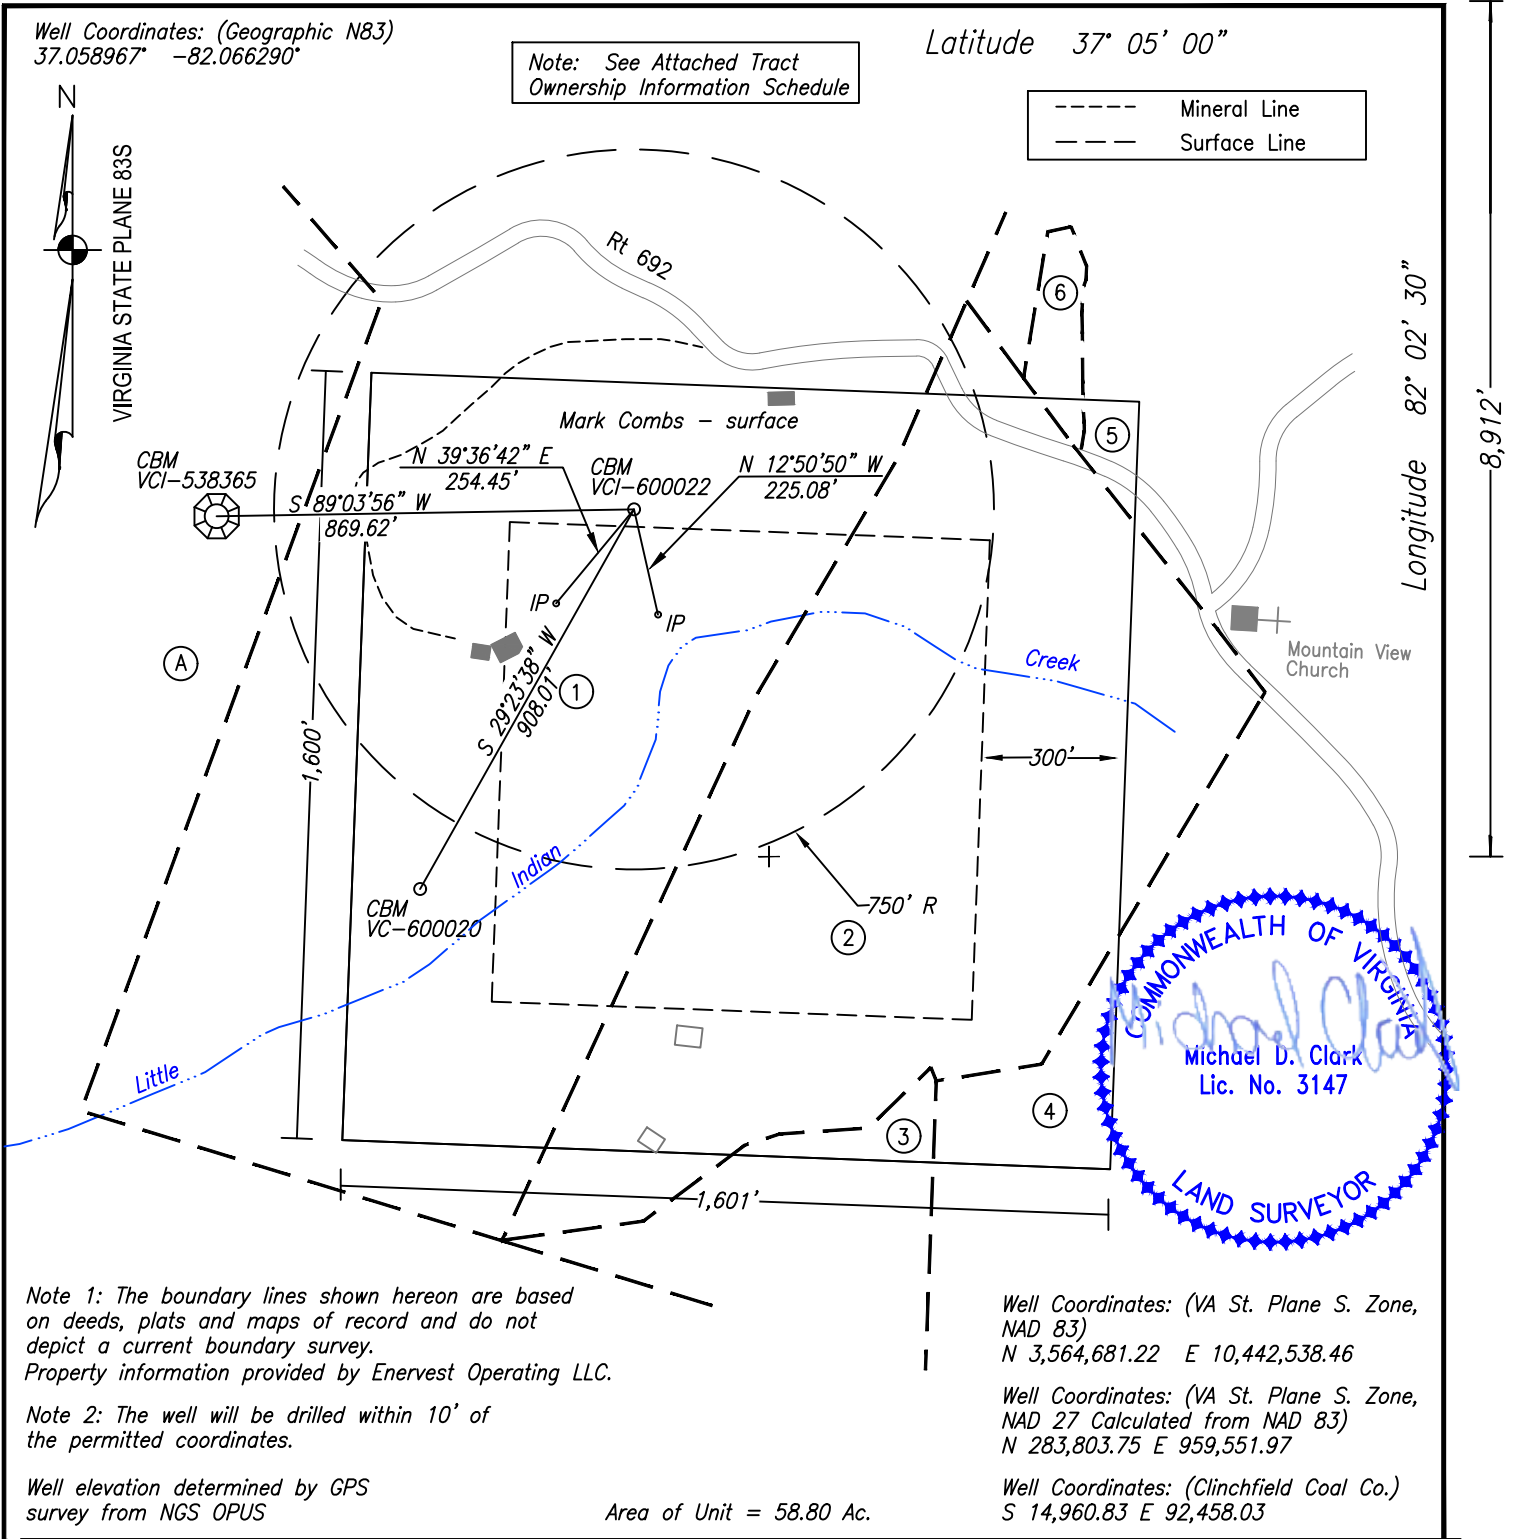 Well Coordinates: (Geographic N83)
37.058967° -82.066290°
Note: See Attached Tract
Ownership Information Schedule
Latitude 37° 05' 00"
Mineral Line
Surface Line
N
VIRGINIA STATE PLANE 83S
Rt 692
6
Longitude 82° 02' 30"
8,912'
Mark Combs - surface
5
N 39°36'42" E
254.45'
CBM
VCI-600022
N 12°50'50" W
225.08'
CBM
VCI-538365
S 89°03'56" W
869.62'
IP
IP
Creek
Mountain View
Church
A
1
S 29°23'38" W
908.01'
1,600'
300'
Indian
750' R
CBM
VC-600020
2
Little
3
4
1,601'
COMMONWEALTH OF VIRGINIA
Michael D. Clark
Michael D. Clark
Lic. No. 3147
LAND SURVEYOR
Note 1: The boundary lines shown hereon are based
on deeds, plats and maps of record and do not
depict a current boundary survey.
Property information provided by Enervest Operating LLC.
Note 2: The well will be drilled within 10' of
the permitted coordinates.
Well elevation determined by GPS
survey from NGS OPUS
Area of Unit = 58.80 Ac.
Well Coordinates: (VA St. Plane S. Zone,
NAD 83)
N 3,564,681.22 E 10,442,538.46
Well Coordinates: (VA St. Plane S. Zone,
NAD 27 Calculated from NAD 83)
N 283,803.75 E 959,551.97
Well Coordinates: (Clinchfield Coal Co.)
S 14,960.83 E 92,458.03